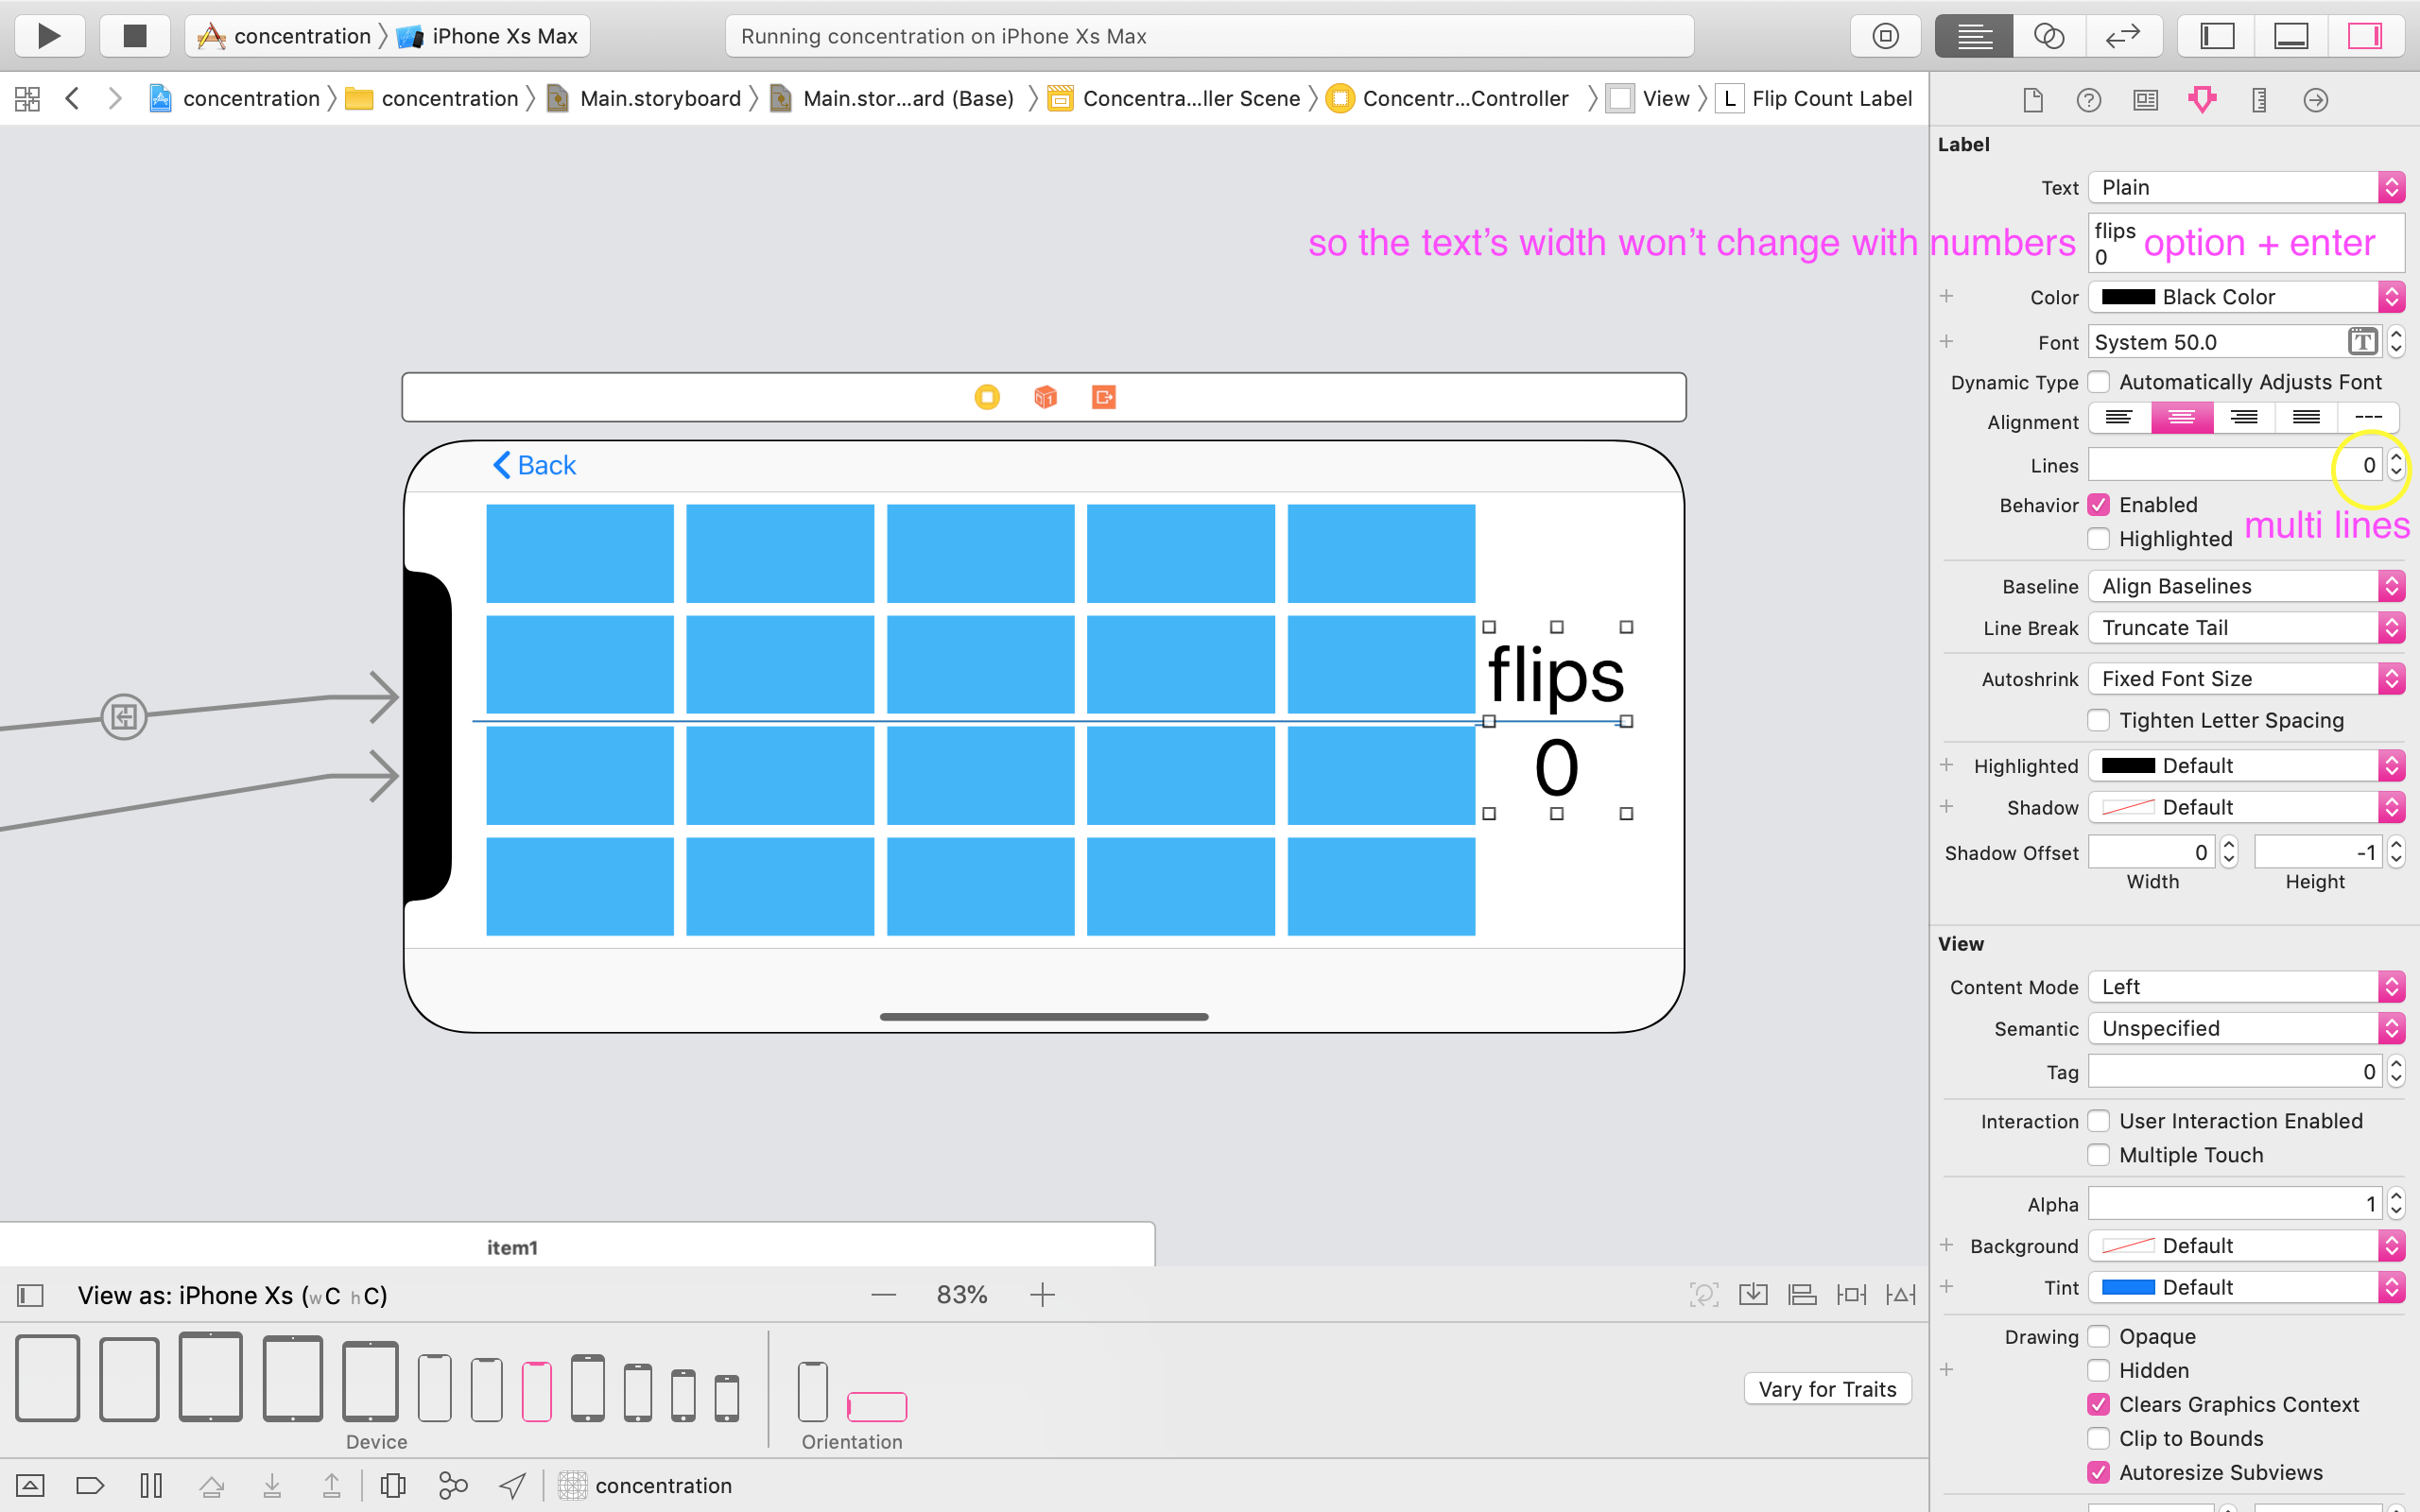 concentration 〉 iPhone Xs Max
Running concentration on iPhone Xs Max
concentration 〉 concentration 〉 Main.storyboard 〉 Main.stor...ard (Base) 〉 Concentra...ller Scene 〉 Concentr...Controller 〉 View 〉 L Flip Count Label
Label
Text Plain
flips
0
so the text's width won't change with numbers option + enter
+ Color Black Color
+ Font System 50.0 T
Dynamic Type Automatically Adjusts Font
Alignment ---
Lines 0
Behavior Enabled
multi lines
Highlighted
Baseline Align Baselines
Line Break Truncate Tail
Autoshrink Fixed Font Size
Tighten Letter Spacing
+ Highlighted Default
+ Shadow Default
Shadow Offset 0 -1
Width Height
View
Content Mode Left
Semantic Unspecified
Tag 0
Interaction User Interaction Enabled
Multiple Touch
Alpha 1
+ Background Default
+ Tint Default
Drawing Opaque
+ Hidden
Clears Graphics Context
Clip to Bounds
Autoresize Subviews
Back
flips
0
item1
View as: iPhone Xs (wC hC)
— 83% +
Vary for Traits
Device Orientation
concentration